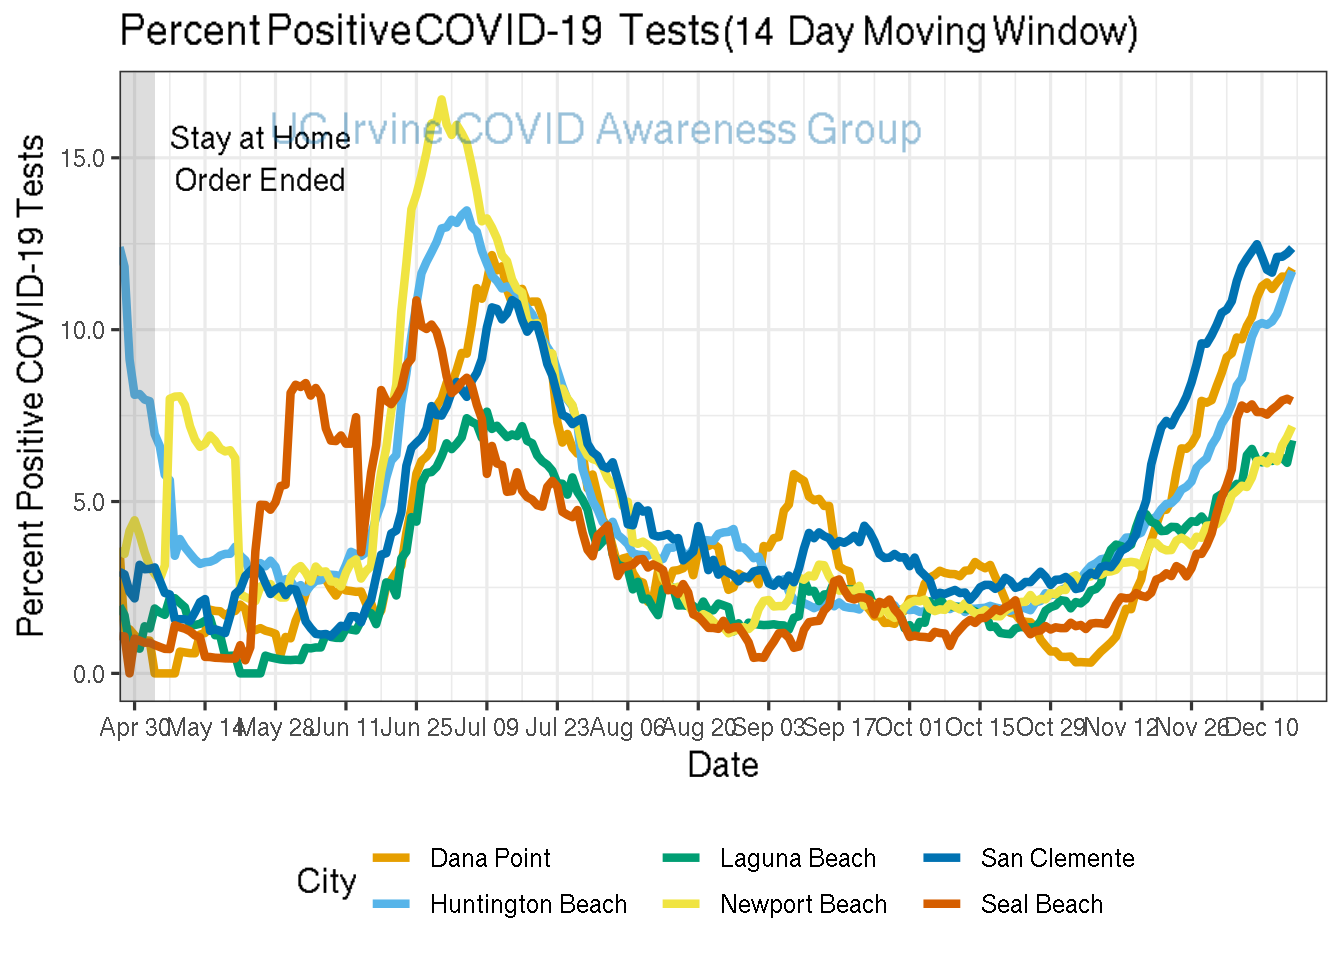 Percent Positive COVID-19 Tests(14 Day Moving Window)
UC Irvine COVID Awareness Group
Stay at Home
Order Ended
Percent Positive COVID-19 Tests
15.0
10.0
5.0
0.0
Apr 30 May 14 May 28 Jun 11 Jun 25 Jul 09 Jul 23 Aug 06 Aug 20 Sep 03 Sep 17 Oct 01 Oct 15 Oct 29 Nov 12 Nov 26 Dec 10
Date
City
Dana Point Laguna Beach San Clemente
Huntington Beach Newport Beach Seal Beach